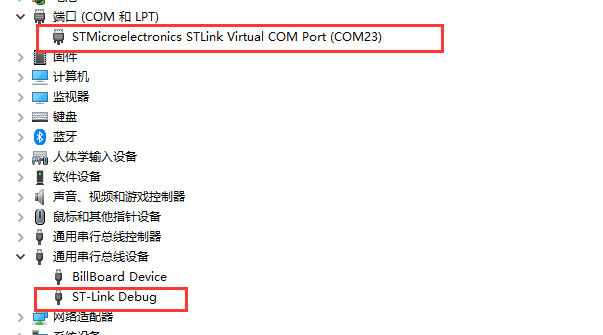 端口 (COM 和 LPT)
STMicroelectronics STLink Virtual COM Port (COM23)
固件
计算机
监视器
键盘
蓝牙
人体学输入设备
软件设备
声音、视频和游戏控制器
鼠标和其他指针设备
通用串行总线控制器
通用串行总线设备
BillBoard Device
ST-Link Debug
网络适配器
系统设备